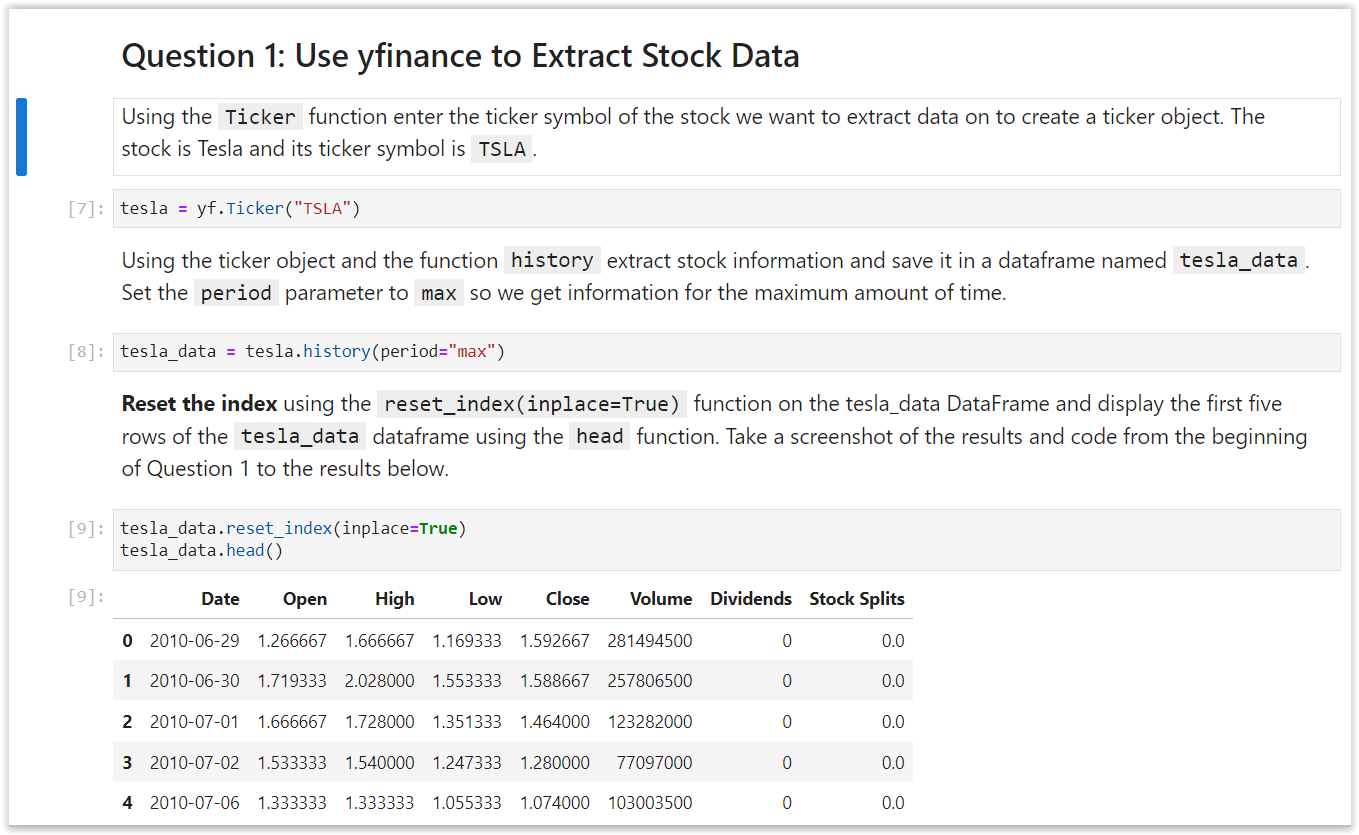 Question 1: Use yfinance to Extract Stock Data
Using the Ticker function enter the ticker symbol of the stock we want to extract data on to create a ticker object. The
stock is Tesla and its ticker symbol is TSLA .
[7]: tesla = yf.Ticker("TSLA")
Using the ticker object and the function history extract stock information and save it in a dataframe named tesla_data .
Set the period parameter to max so we get information for the maximum amount of time.
[8]: tesla_data = tesla.history(period="max")
Reset the index using the reset_index(inplace=True) function on the tesla_data DataFrame and display the first five
rows of the tesla_data dataframe using the head function. Take a screenshot of the results and code from the beginning
of Question 1 to the results below.
[9]: tesla_data.reset_index(inplace=True)
tesla_data.head()
[9]: Date Open High Low Close Volume Dividends Stock Splits
0 2010-06-29 1.266667 1.666667 1.169333 1.592667 281494500 0 0.0
1 2010-06-30 1.719333 2.028000 1.553333 1.588667 257806500 0 0.0
2 2010-07-01 1.666667 1.728000 1.351333 1.464000 123282000 0 0.0
3 2010-07-02 1.533333 1.540000 1.247333 1.280000 77097000 0 0.0
4 2010-07-06 1.333333 1.333333 1.055333 1.074000 103003500 0 0.0